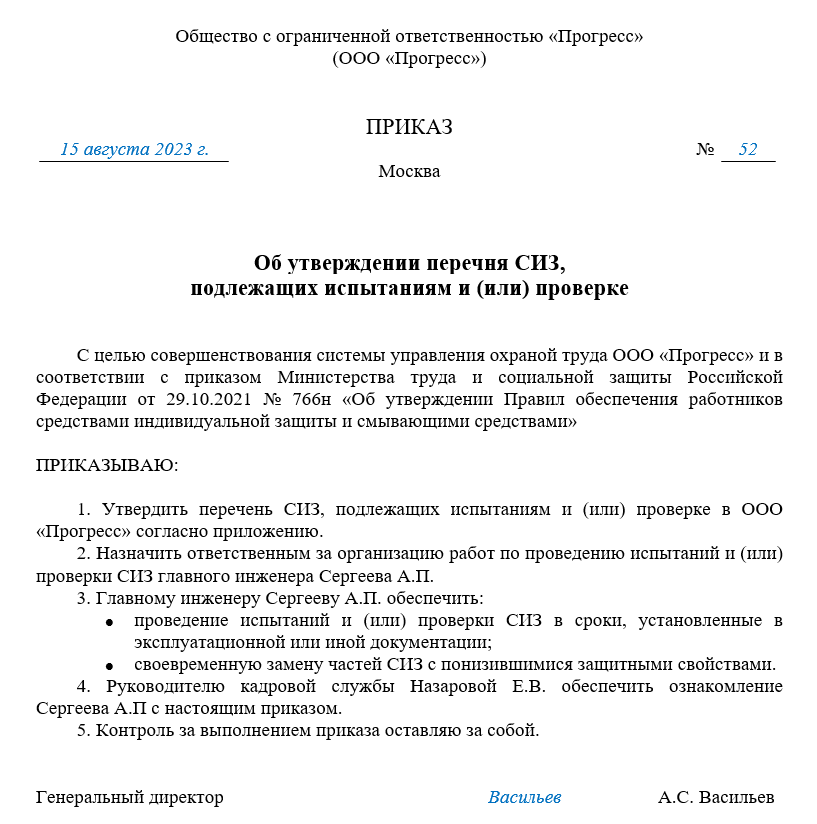 Общество с ограниченной ответственностью «Прогресс»
(ООО «Прогресс»)
ПРИКАЗ
15 августа 2023 г. № 52
Москва
Об утверждении перечня СИЗ,
подлежащих испытаниям и (или) проверке
С целью совершенствования системы управления охраной труда ООО «Прогресс» и в
соответствии с приказом Министерства труда и социальной защиты Российской
Федерации от 29.10.2021 № 766н «Об утверждении Правил обеспечения работников
средствами индивидуальной защиты и смывающими средствами»
ПРИКАЗЫВАЮ:
1. Утвердить перечень СИЗ, подлежащих испытаниям и (или) проверке в ООО
«Прогресс» согласно приложению.
2. Назначить ответственным за организацию работ по проведению испытаний и (или)
проверки СИЗ главного инженера Сергеева А.П.
3. Главному инженеру Сергееву А.П. обеспечить:
● проведение испытаний и (или) проверки СИЗ в сроки, установленные в
эксплуатационной или иной документации;
● своевременную замену частей СИЗ с понизившимися защитными свойствами.
4. Руководителю кадровой службы Назаровой Е.В. обеспечить ознакомление
Сергеева А.П с настоящим приказом.
5. Контроль за выполнением приказа оставляю за собой.
Генеральный директор Васильев А.С. Васильев